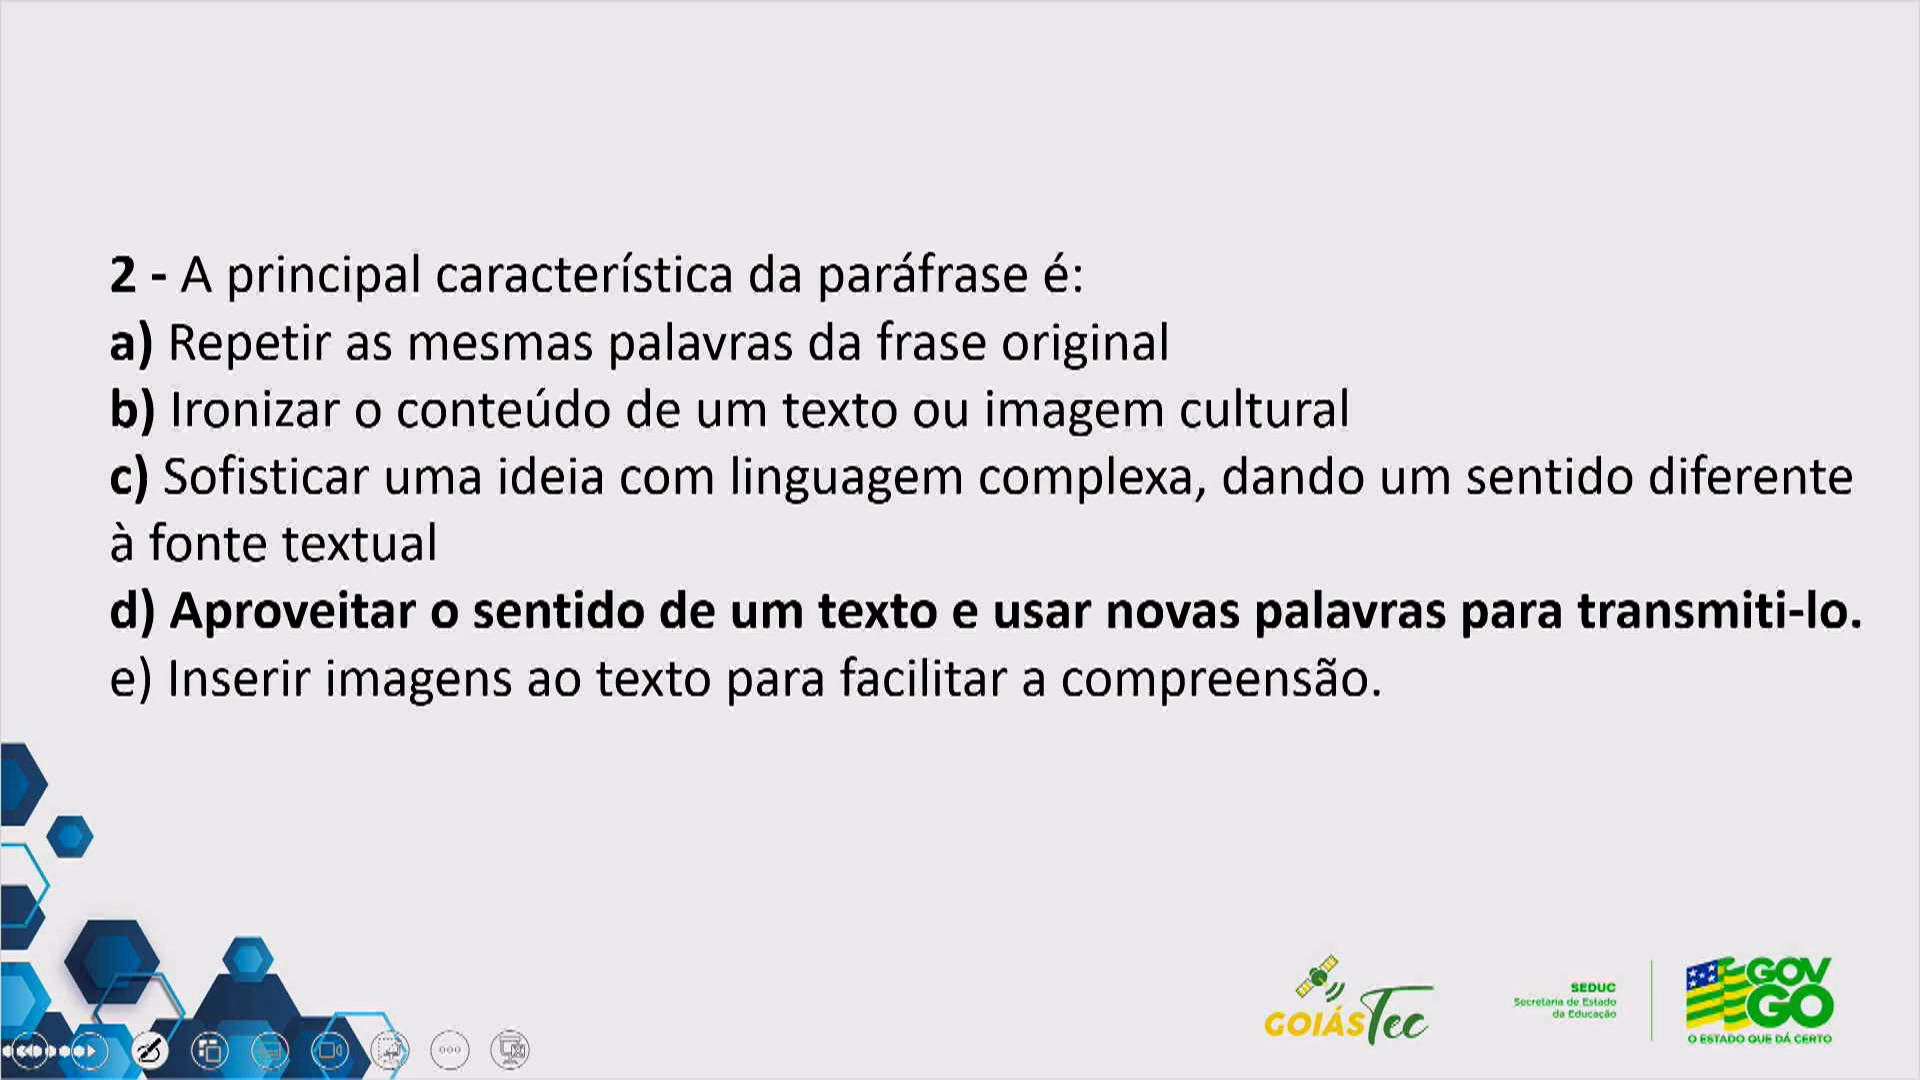 2 - A principal característica da paráfrase é:
a) Repetir as mesmas palavras da frase original
b) Ironizar o conteúdo de um texto ou imagem cultural
c) Sofisticar uma ideia com linguagem complexa, dando um sentido diferente
à fonte textual
d) Aproveitar o sentido de um texto e usar novas palavras para transmiti-lo.
e) Inserir imagens ao texto para facilitar a compreensão.
GOIÁSTec
SEDUC
Secretaria de Estado
da Educação
GOV
GO
O ESTADO QUE DÁ CERTO